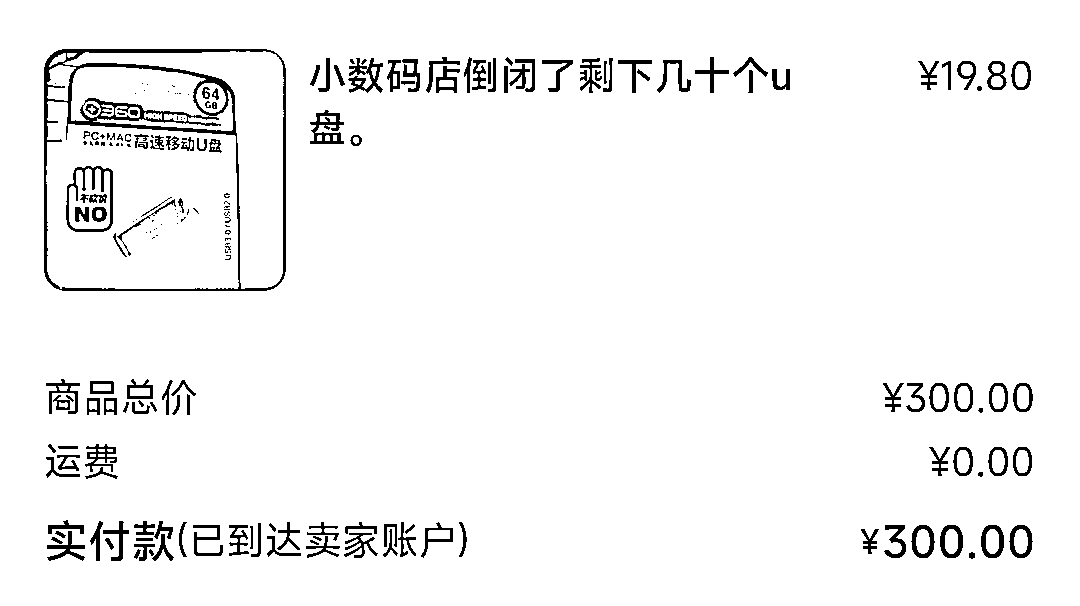 小数码店倒闭了剩下几十个u
盘。
¥19.80
64
GB
360
HIGH SPEED
PC+MAC 高速移动U盘
NO
USB3.0/USB2.0
商品总价 ¥300.00
运费 ¥0.00
实付款(已到达卖家账户) ¥300.00